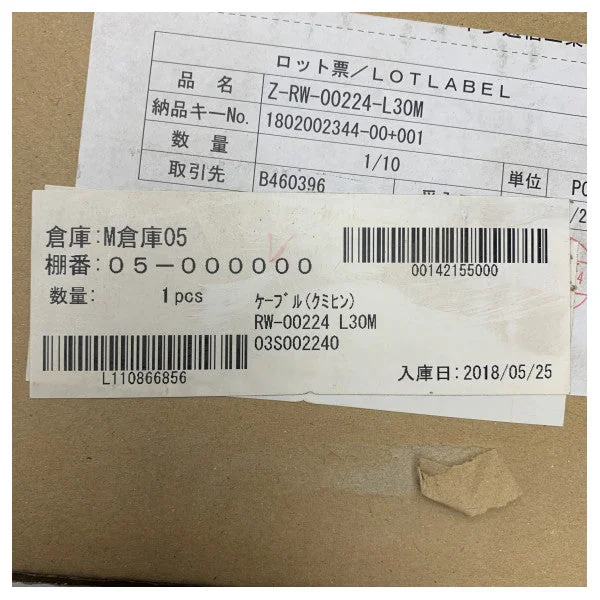 ロット票／LOTLABEL
品名 Z-RW-00224-L30M
納品キーNo. 1802002344-00+001
数量 1/10
取引先 B460396 単位 PC
倉庫:M倉庫05
棚番:05-000000
00142155000
数量: 1pcs
ｹｰﾌﾞﾙ(ｸﾐﾋﾝ)
RW-00224 L30M
03S002240
L110866856
入庫日:2018/05/25